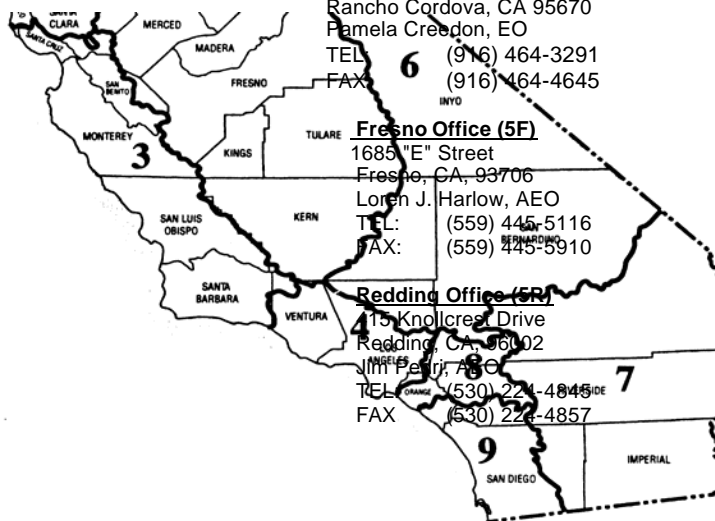 SANTA
CLARA
SANTA CRUZ
MERCED
MADERA
SAN
BENITO
FRESNO
MONTEREY
3
KINGS
TULARE
6
INYO
SAN LUIS
OBISPO
KERN
SAN
BERNARDINO
SANTA
BARBARA
VENTURA
4
LOS
ANGELES
8
ORANGE
RIVERSIDE
7
9
SAN DIEGO
IMPERIAL
Rancho Cordova, CA 95670
Pamela Creedon, EO
TEL: (916) 464-3291
FAX: (916) 464-4645
Fresno Office (5F)
1685 "E" Street
Fresno, CA, 93706
Loren J. Harlow, AEO
TEL: (559) 445-5116
FAX: (559) 445-5910
Redding Office (5R)
415 Knollcrest Drive
Redding, CA, 96002
Jim Pedri, AEO
TEL: (530) 224-4845
FAX (530) 224-4857